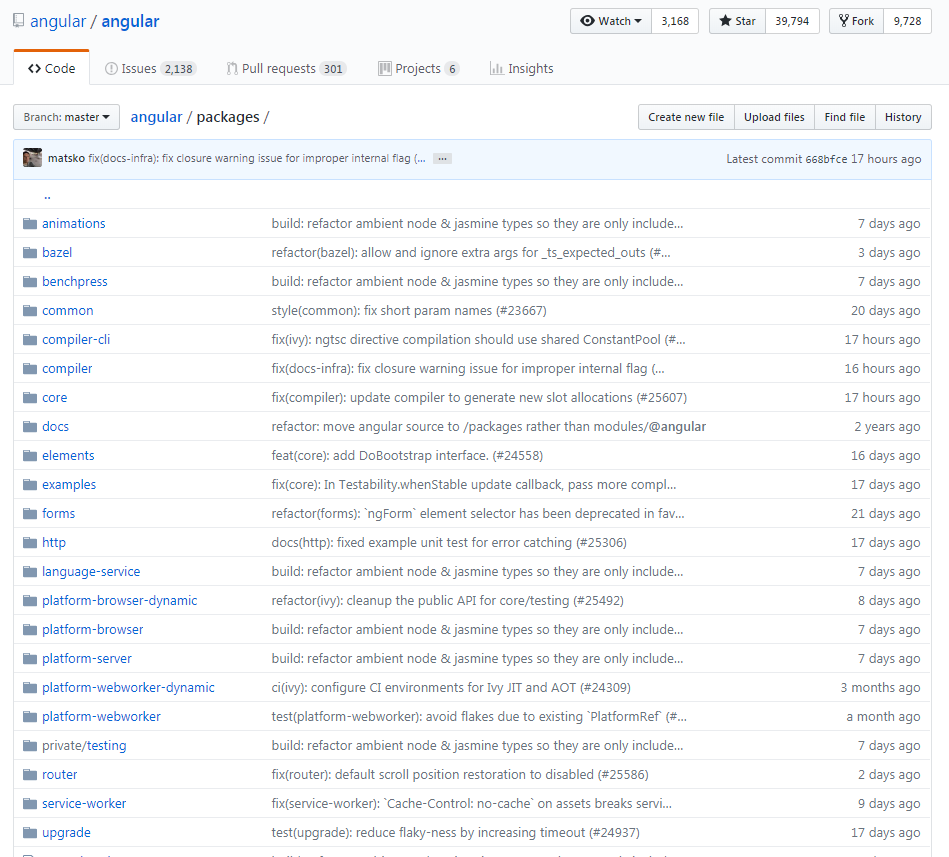 angular / angular Watch 3,168 Star 39,794 Fork 9,728
Code Issues 2,138 Pull requests 301 Projects 6 Insights
Branch: master angular / packages / Create new file Upload files Find file History
matsko fix(docs-infra): fix closure warning issue for improper internal flag (... ... Latest commit 668bfce 17 hours ago
..
animations build: refactor ambient node & jasmine types so they are only include... 7 days ago
bazel refactor(bazel): allow and ignore extra args for _ts_expected_outs (#... 3 days ago
benchpress build: refactor ambient node & jasmine types so they are only include... 7 days ago
common style(common): fix short param names (#23667) 20 days ago
compiler-cli fix(ivy): ngtsc directive compilation should use shared ConstantPool (#... 17 hours ago
compiler fix(docs-infra): fix closure warning issue for improper internal flag (... 16 hours ago
core fix(compiler): update compiler to generate new slot allocations (#25607) 17 hours ago
docs refactor: move angular source to /packages rather than modules/@angular 2 years ago
elements feat(core): add DoBootstrap interface. (#24558) 16 days ago
examples fix(core): In Testability.whenStable update callback, pass more compl... 17 days ago
forms refactor(forms): `ngForm` element selector has been deprecated in fav... 21 days ago
http docs(http): fixed example unit test for error catching (#25306) 17 days ago
language-service build: refactor ambient node & jasmine types so they are only include... 7 days ago
platform-browser-dynamic refactor(ivy): cleanup the public API for core/testing (#25492) 8 days ago
platform-browser build: refactor ambient node & jasmine types so they are only include... 7 days ago
platform-server build: refactor ambient node & jasmine types so they are only include... 7 days ago
platform-webworker-dynamic ci(ivy): configure CI environments for Ivy JIT and AOT (#24309) 3 months ago
platform-webworker test(platform-webworker): avoid flakes due to existing `PlatformRef` (#... a month ago
private/testing build: refactor ambient node & jasmine types so they are only include... 7 days ago
router fix(router): default scroll position restoration to disabled (#25586) 2 days ago
service-worker fix(service-worker): `Cache-Control: no-cache` on assets breaks servi... 9 days ago
upgrade test(upgrade): reduce flaky-ness by increasing timeout (#24937) 17 days ago